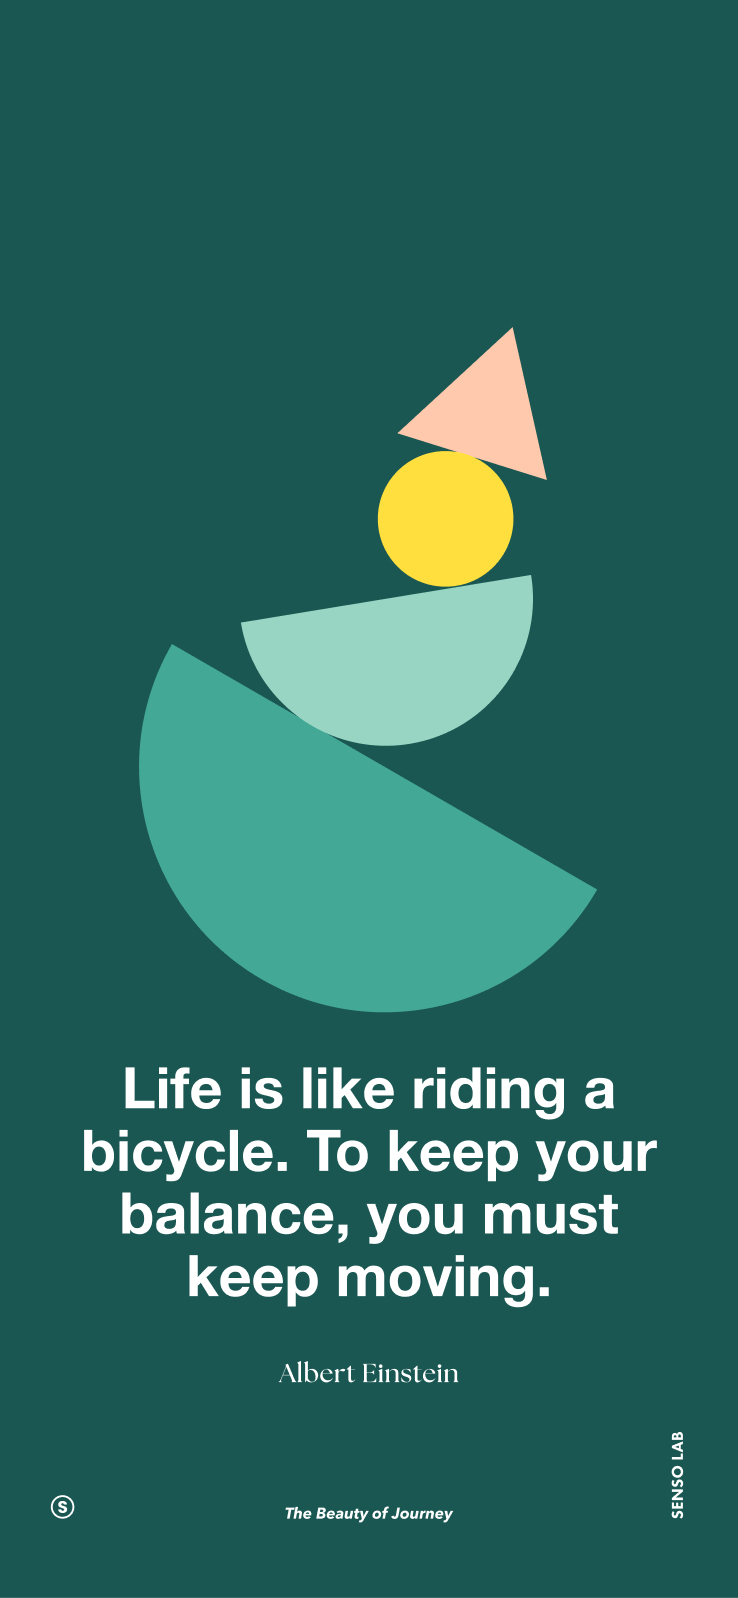 Life is like riding a
bicycle. To keep your
balance, you must
keep moving.
Albert Einstein
SENSO LAB
S
The Beauty of Journey